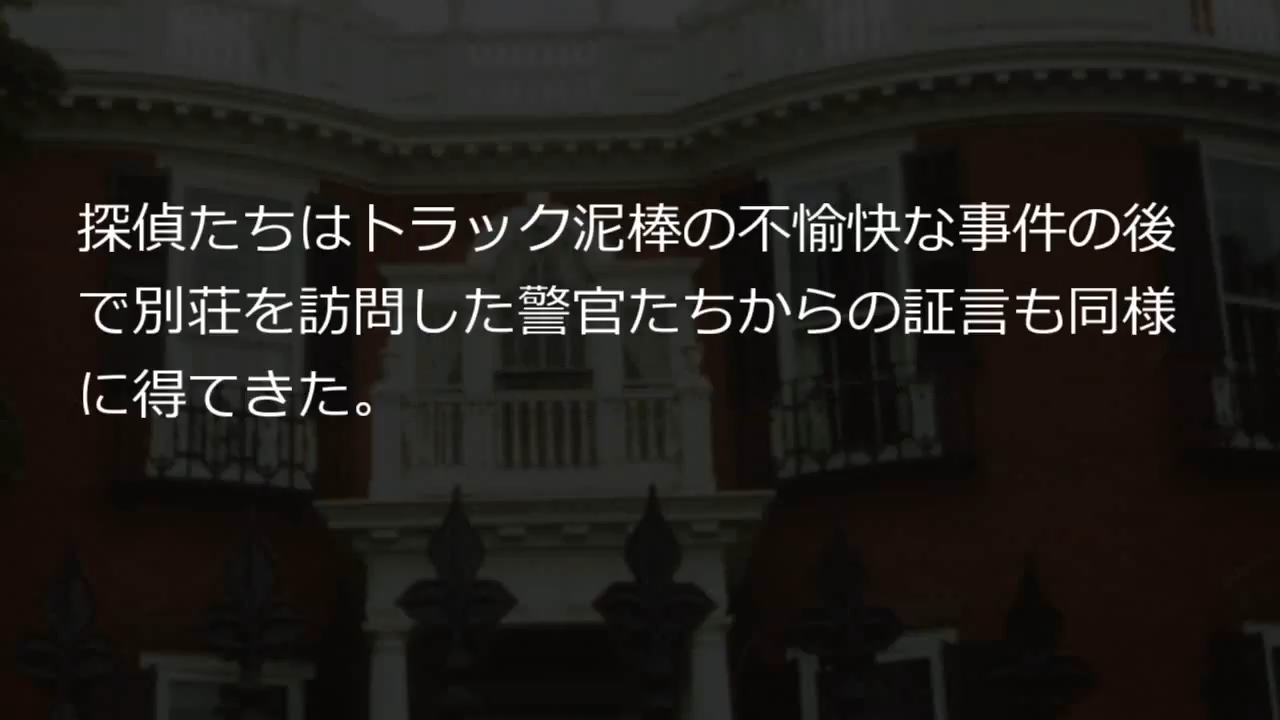 探偵たちはトラック泥棒の不愉快な事件の後
で別荘を訪問した警官たちからの証言も同様
に得てきた。